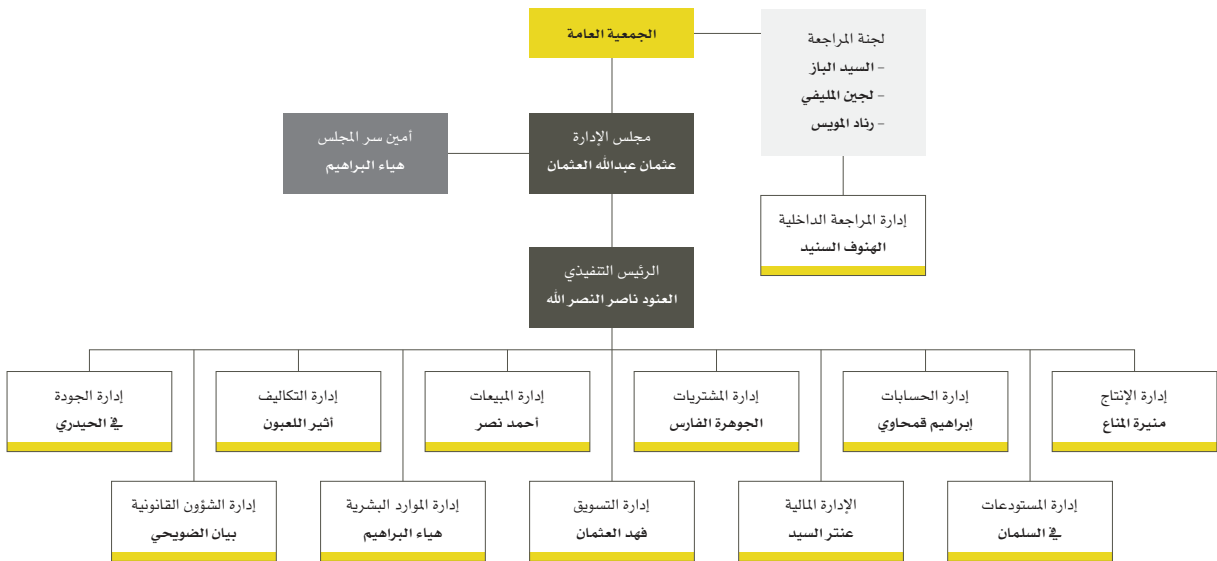 الجمعية العامة
لجنة المراجعة
- السيد الباز
- لجين المليفي
- رناد المويس
مجلس الإدارة
عثمان عبدالله العثمان
أمين سر المجلس
هياء البراهيم
إدارة المراجعة الداخلية
الهنوف السنيد
الرئيس التنفيذي
العنود ناصر النصر الله
إدارة الإنتاج
منيرة المناع
إدارة الحسابات
إبراهيم قمحاوي
إدارة المشتريات
الجوهرة الفارس
إدارة المبيعات
أحمد نصر
إدارة التكاليف
أثير اللعبون
إدارة الجودة
في الحيدري
إدارة المستودعات
في السلمان
الإدارة المالية
عنتر السيد
إدارة التسويق
فهد العثمان
إدارة الموارد البشرية
هياء البراهيم
إدارة الشؤون القانونية
بيان الضويحي